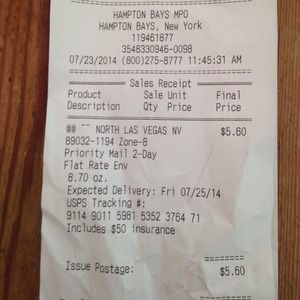 HAMPTON BAYS MPO
HAMPTON BAYS, New York
119461877
3548330946-0098
07/23/2014 (800)275-8777 11:45:31 AM
Sales Receipt
Product Sale Unit Final
Description Qty Price Price
## ~~ NORTH LAS VEGAS NV $5.60
89032-1194 Zone-8
Priority Mail 2-Day
Flat Rate Env
8.70 oz.
Expected Delivery: Fri 07/25/14
USPS Tracking #:
9114 9011 5981 5352 3764 71
Includes $50 insurance
Issue Postage: $5.60